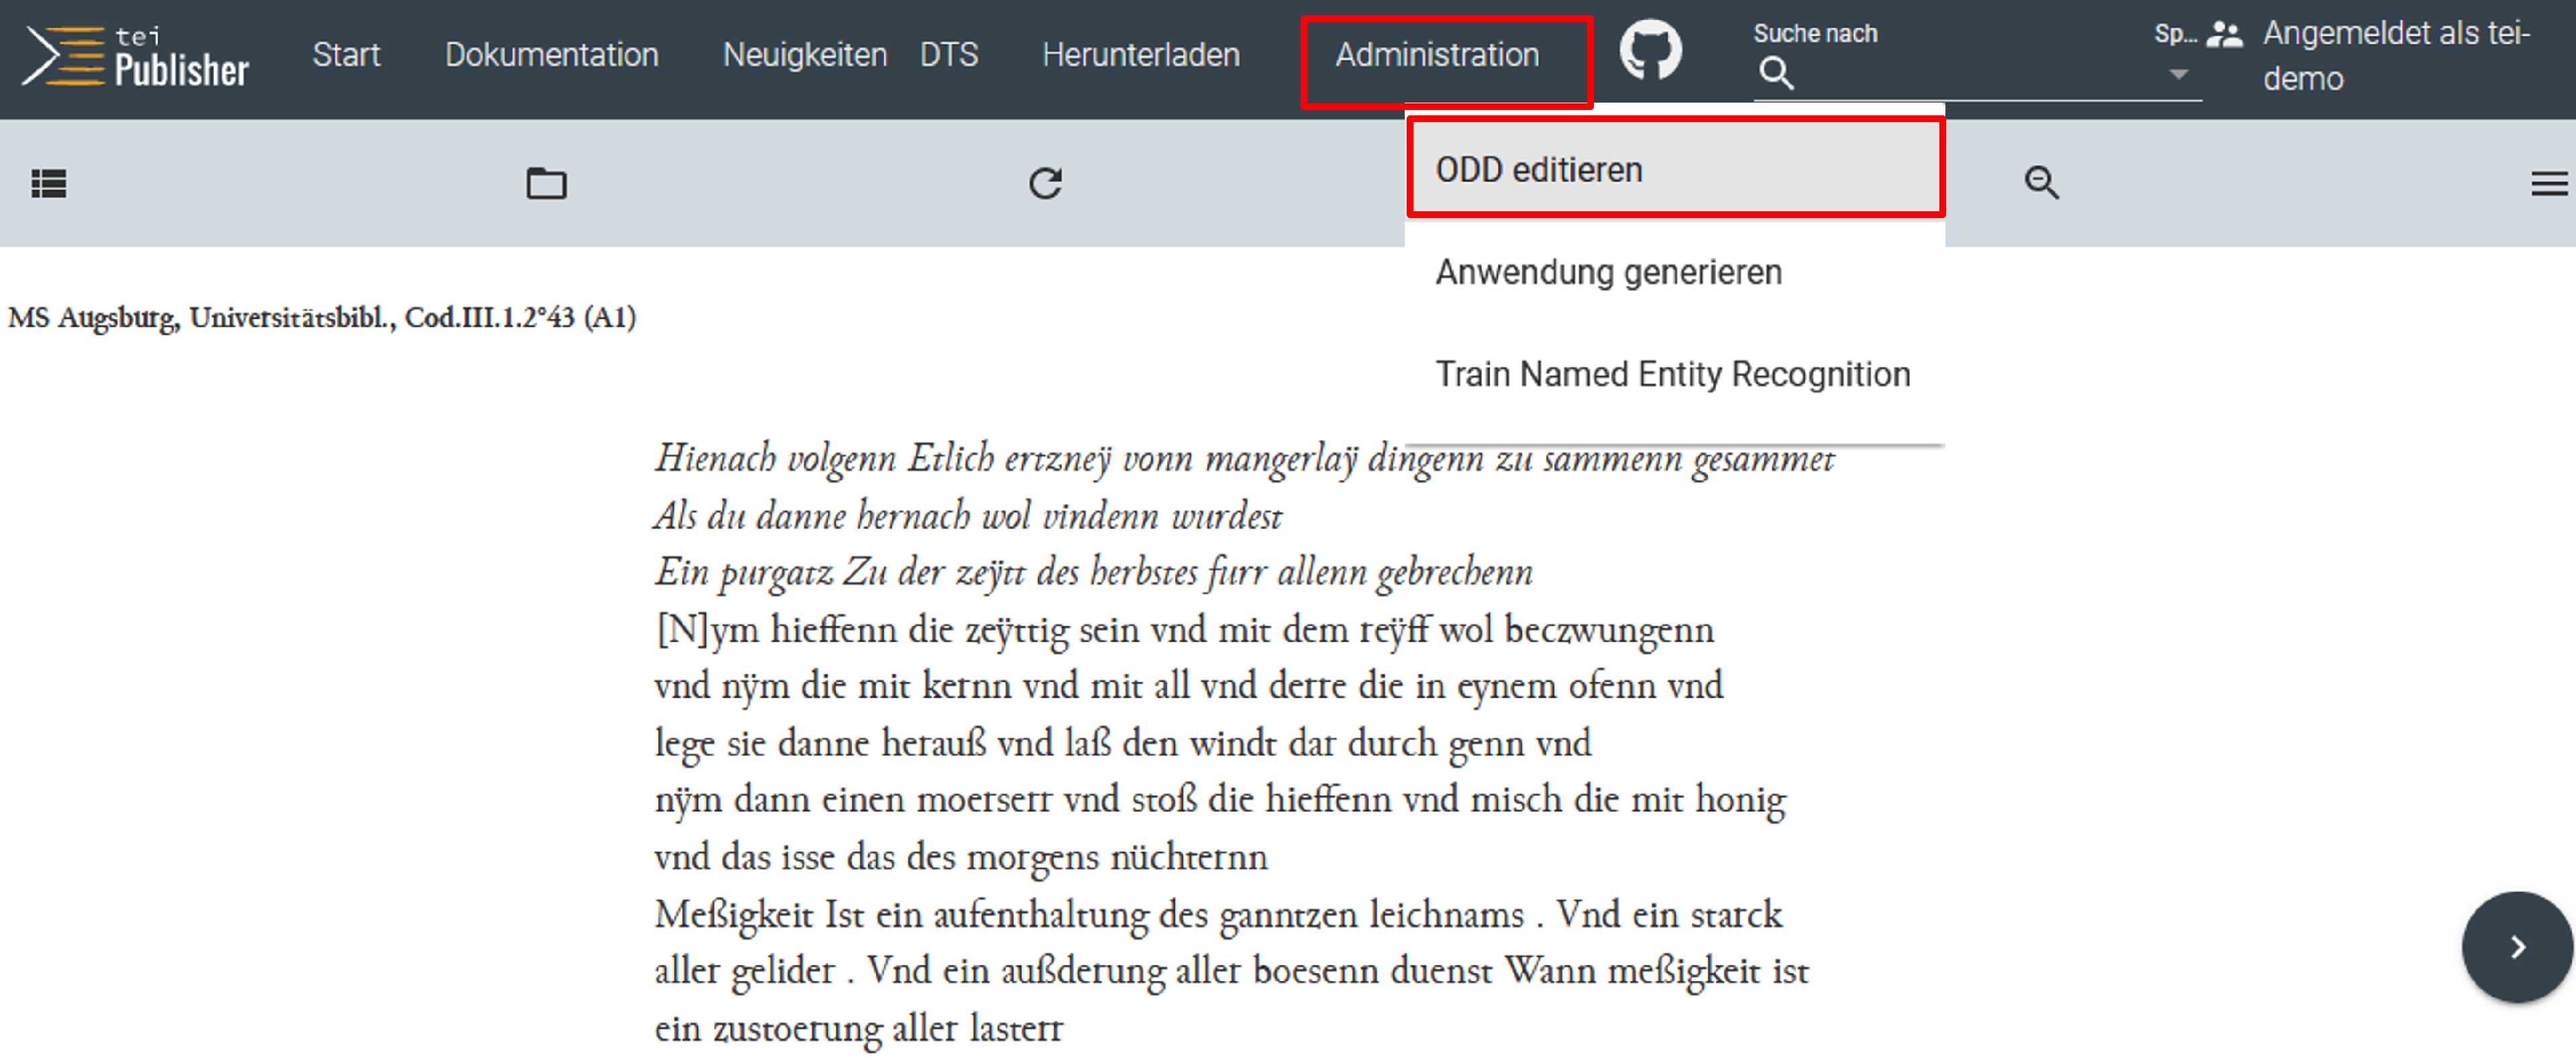 tei Publisher
Start Dokumentation Neuigkeiten DTS Herunterladen Administration Suche nach Sp... Angemeldet als tei-
demo
ODD editieren
Anwendung generieren
Train Named Entity Recognition
MS Augsburg, Universitätsbibl., Cod.III.1.2°43 (A1)
Hienach volgenn Etlich ertzneÿ vonn mangerlaÿ dingenn zu sammenn gesammet
Als du danne hernach wol vindenn wurdest
Ein purgatz Zu der zeÿtt des herbstes furr allenn gebrechenn
[N]ym hieffenn die zeÿttig sein vnd mit dem reÿff wol beczwungenn
vnd nÿm die mit kernn vnd mit all vnd derre die in eynem ofenn vnd
lege sie danne herauß vnd laß den windt dar durch genn vnd
nÿm dann einen moerserr vnd stoß die hieffenn vnd misch die mit honig
vnd das isse das des morgens nüchternn
Meßigkeit Ist ein aufenthaltung des ganntzen leichnams . Vnd ein starck
aller gelider . Vnd ein außderung aller boesenn duenst Wann meßigkeit ist
ein zustoerung aller lasterr